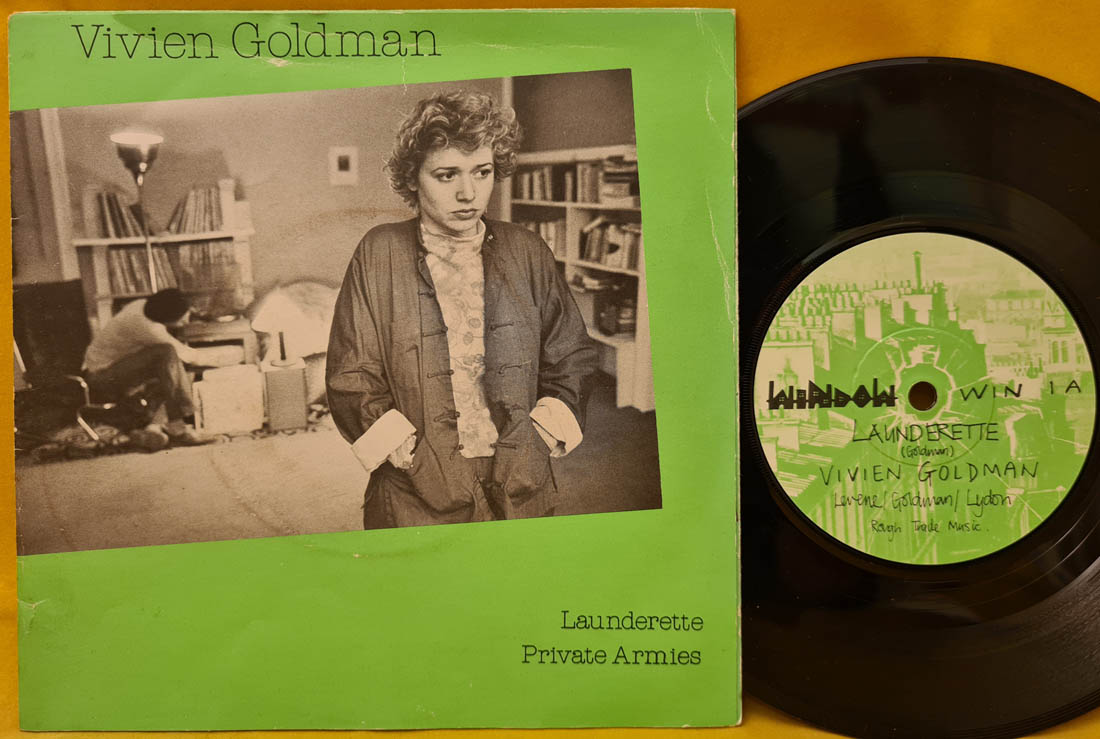 Vivien Goldman
Launderette
Private Armies
WINDOW WIN 1A
LAUNDERETTE
(Goldman)
VIVIEN GOLDMAN
Levene/Goldman/Lydon
Rough Trade Music.